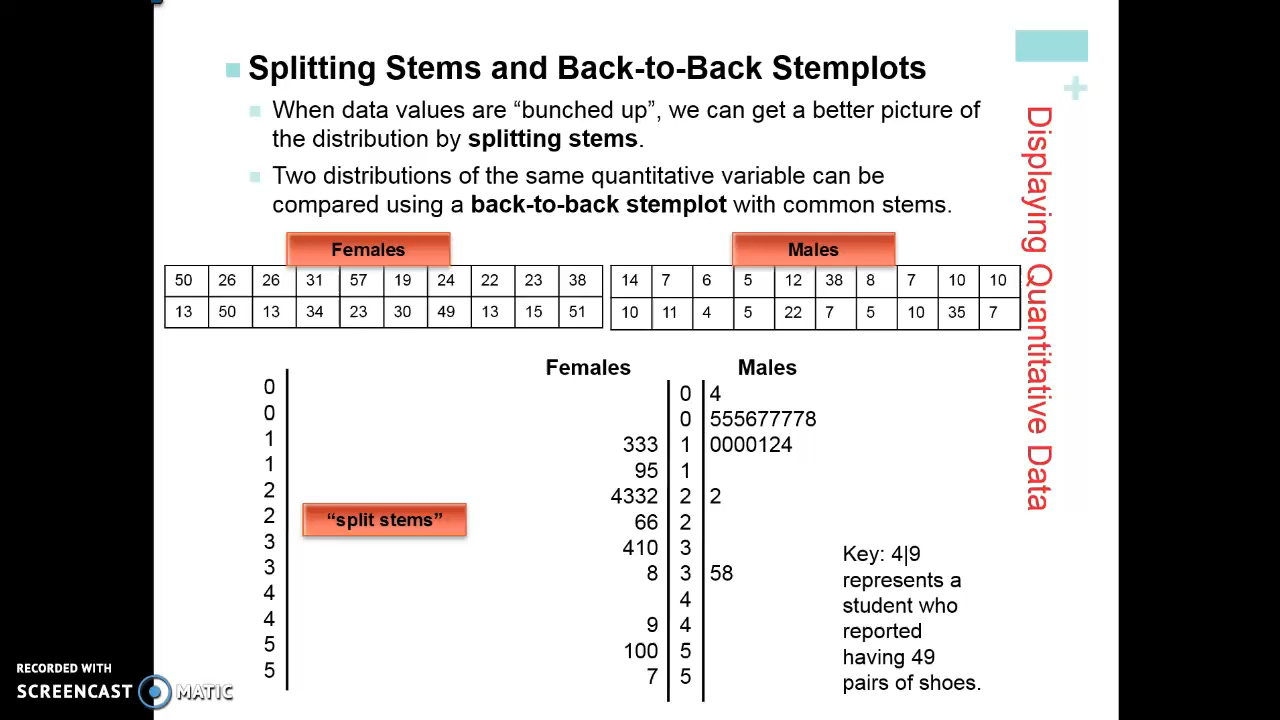 Splitting Stems and Back-to-Back Stemplots
When data values are “bunched up”, we can get a better picture of
the distribution by splitting stems.
Two distributions of the same quantitative variable can be
compared using a back-to-back stemplot with common stems.
Displaying Quantitative Data
Females
50 26 26 31 57 19 24 22 23 38
13 50 13 34 23 30 49 13 15 51
Males
14 7 6 5 12 38 8 7 10 10
10 11 4 5 22 7 5 10 35 7
0
0
1
1
2
2
3
3
4
4
5
5
“split stems”
Females Males
0 4
0 555677778
333 1 0000124
95 1
4332 2 2
66 2
410 3
8 3 58
4
9 4
100 5
7 5
Key: 4|9
represents a
student who
reported
having 49
pairs of shoes.
RECORDED WITH
SCREENCAST MATIC